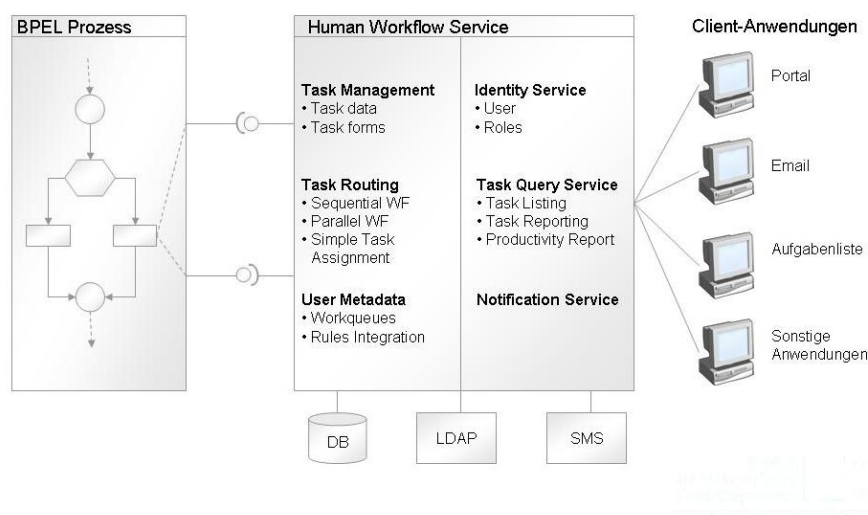 BPEL Prozess
Human Workflow Service
Client-Anwendungen
Task Management
• Task data
• Task forms
Task Routing
• Sequential WF
• Parallel WF
• Simple Task
Assignment
User Metadata
• Workqueues
• Rules Integration
Identity Service
• User
• Roles
Task Query Service
• Task Listing
• Task Reporting
• Productivity Report
Notification Service
Portal
Email
Aufgabenliste
Sonstige
Anwendungen
DB
LDAP
SMS